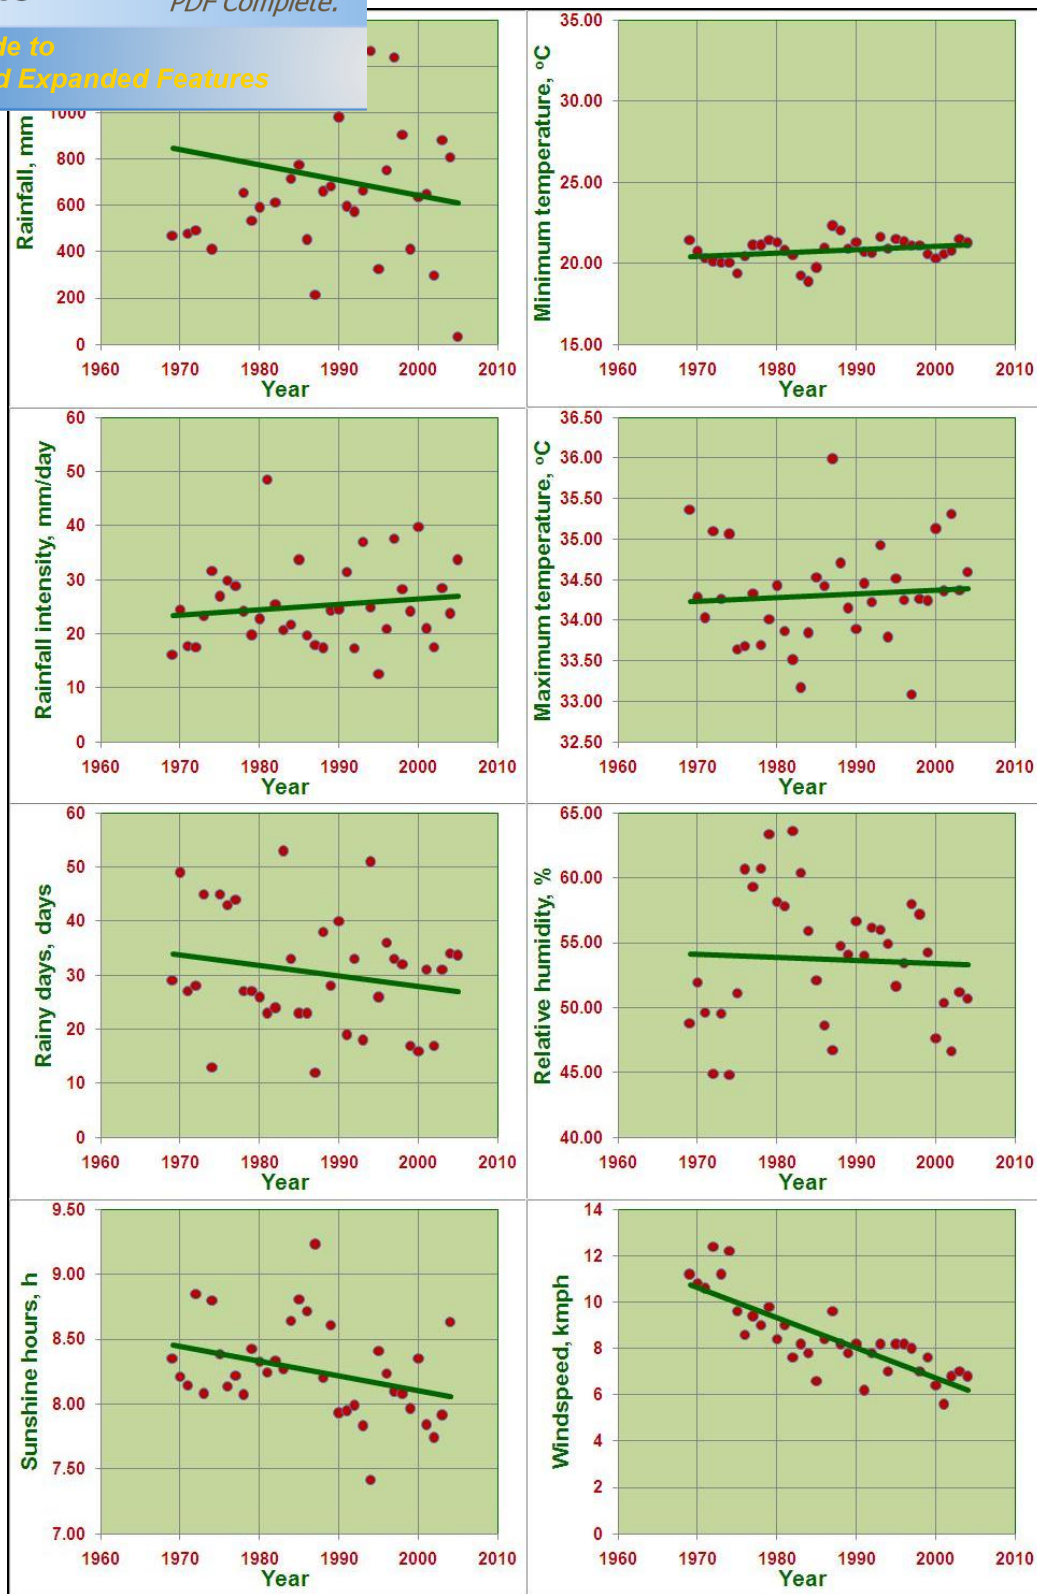 PDF Complete.
de to
d Expanded Features
Rainfall, mm
1000
800
600
400
200
0
1960 1970 1980 1990 2000 2010
Year
Minimum temperature, ºC
35.00
30.00
25.00
20.00
15.00
1960 1970 1980 1990 2000 2010
Year
Rainfall intensity, mm/day
60
50
40
30
20
10
0
1960 1970 1980 1990 2000 2010
Year
Maximum temperature, ºC
36.50
36.00
35.50
35.00
34.50
34.00
33.50
33.00
32.50
1960 1970 1980 1990 2000 2010
Year
Rainy days, days
60
50
40
30
20
10
0
1960 1970 1980 1990 2000 2010
Year
Relative humidity, %
65.00
60.00
55.00
50.00
45.00
40.00
1960 1970 1980 1990 2000 2010
Year
Sunshine hours, h
9.50
9.00
8.50
8.00
7.50
7.00
1960 1970 1980 1990 2000 2010
Year
Windspeed, kmph
14
12
10
8
6
4
2
0
1960 1970 1980 1990 2000 2010
Year